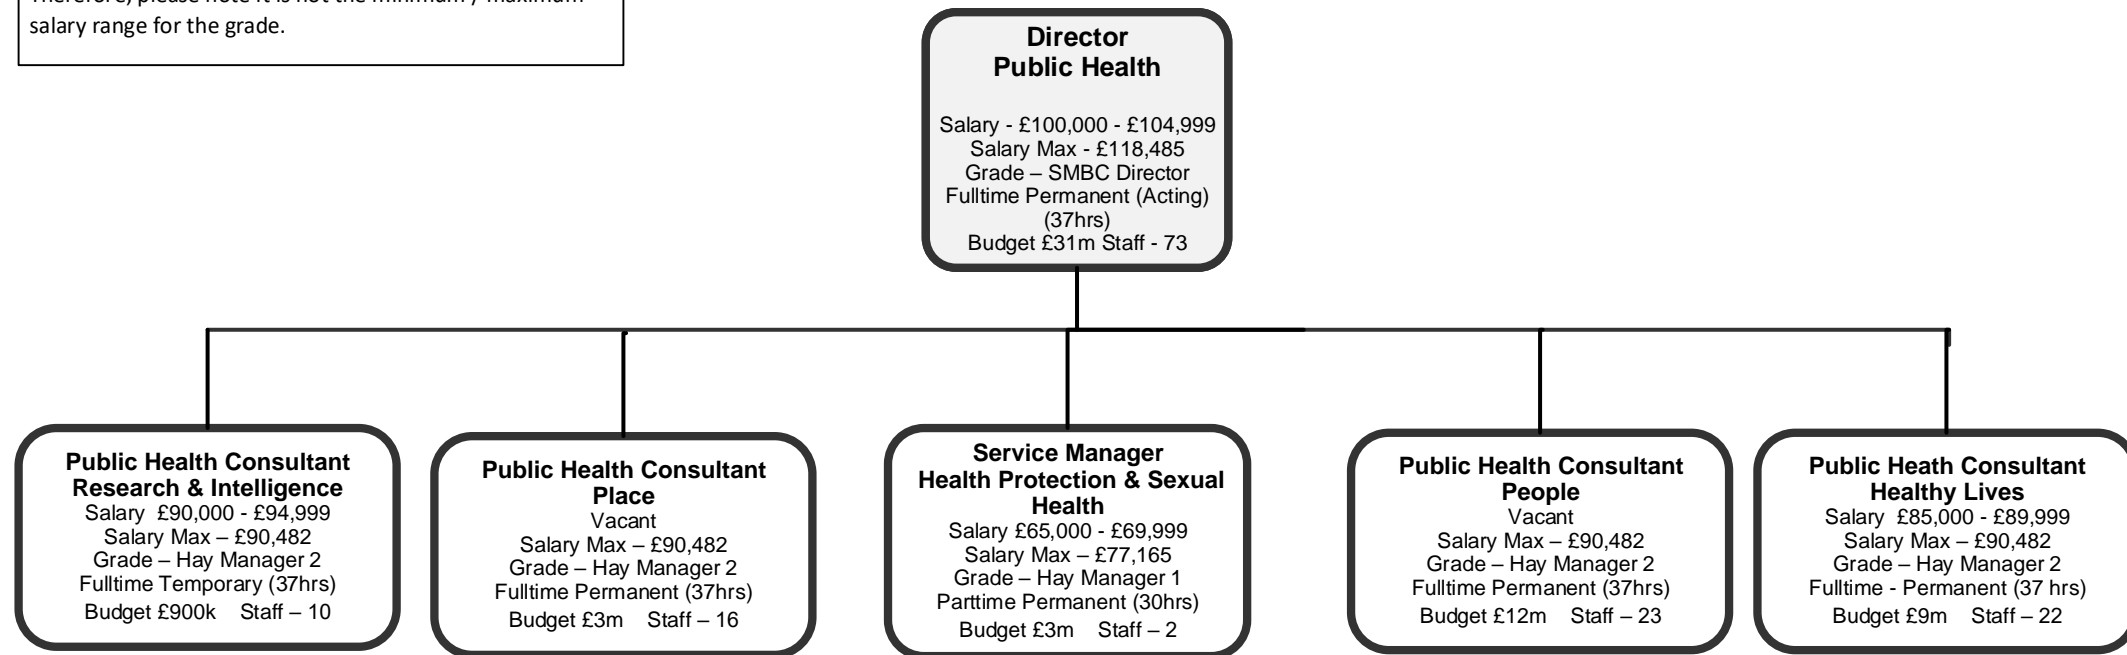 salary range for the grade.
Director
Public Health
Salary - £100,000 - £104,999
Salary Max - £118,485
Grade – SMBC Director
Fulltime Permanent (Acting)
(37hrs)
Budget £31m Staff - 73
Public Health Consultant
Research & Intelligence
Salary £90,000 - £94,999
Salary Max – £90,482
Grade – Hay Manager 2
Fulltime Temporary (37hrs)
Budget £900k Staff – 10
Public Health Consultant
Place
Vacant
Salary Max – £90,482
Grade – Hay Manager 2
Fulltime Permanent (37hrs)
Budget £3m Staff – 16
Service Manager
Health Protection & Sexual
Health
Salary £65,000 - £69,999
Salary Max – £77,165
Grade – Hay Manager 1
Parttime Permanent (30hrs)
Budget £3m Staff – 2
Public Health Consultant
People
Vacant
Salary Max – £90,482
Grade – Hay Manager 2
Fulltime Permanent (37hrs)
Budget £12m Staff – 23
Public Heath Consultant
Healthy Lives
Salary £85,000 - £89,999
Salary Max – £90,482
Grade – Hay Manager 2
Fulltime - Permanent (37 hrs)
Budget £9m Staff – 22